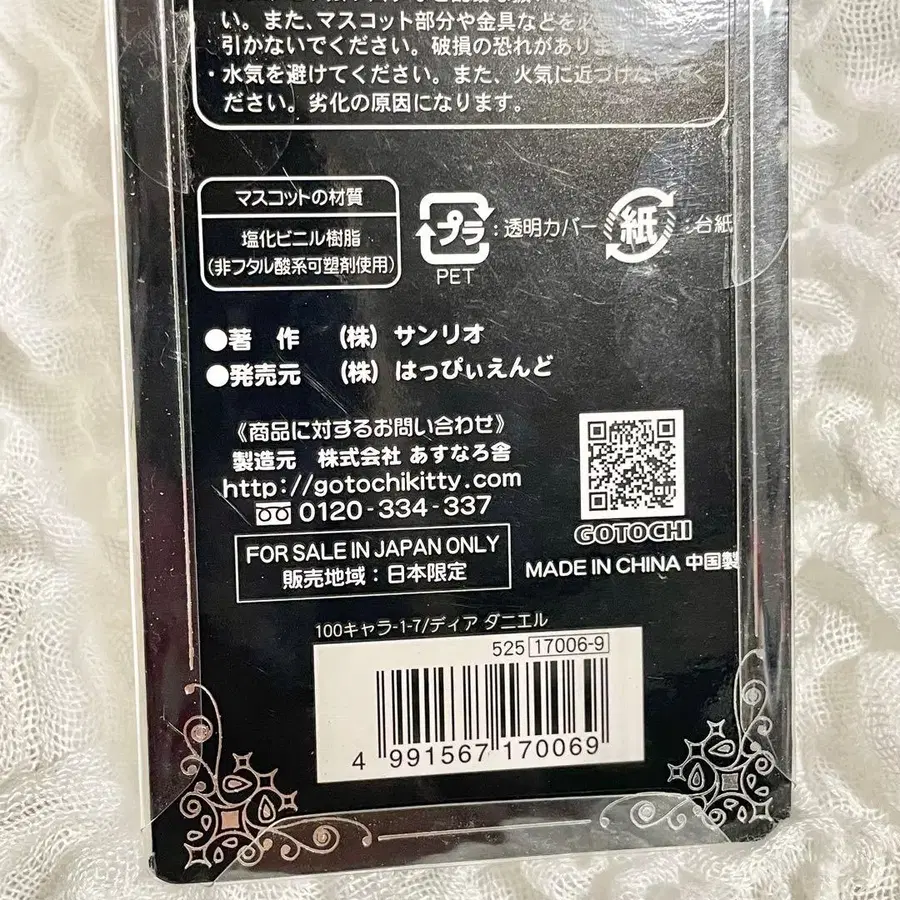 い。また、マスコット部分や金具などを
引かないでください。破損の恐れがあります。
・水気を避けてください。また、火気に近づけないでく
ださい。劣化の原因になります。
マスコットの材質
塩化ビニル樹脂
(非フタル酸系可塑剤使用)
プラ
:透明カバー
PET
紙
:台紙
●著　作　(株) サンリオ
●発売元　(株) はっぴぃえんど
《商品に対するお問い合わせ》
製造元　株式会社 あすなろ舎
http://gotochikitty.com
0120-334-337
GOTOCHI
FOR SALE IN JAPAN ONLY
販売地域:日本限定
MADE IN CHINA 中国製
100キャラ-1-7/ディア ダニエル
525 17006-9
4 991567 170069